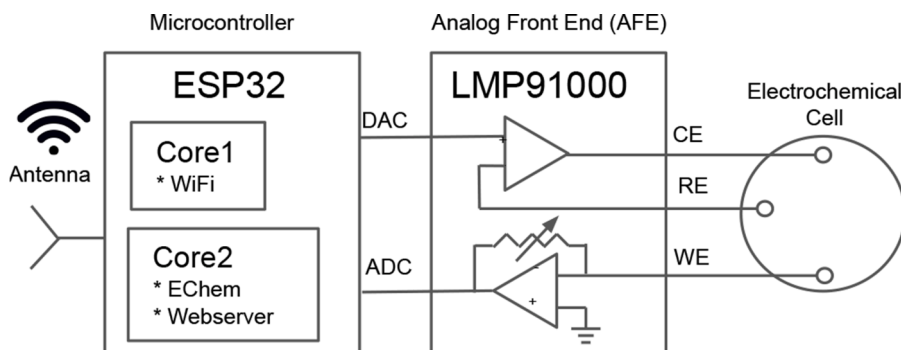 Microcontroller
Analog Front End (AFE)
ESP32
LMP91000
Electrochemical
Cell
Antenna
Core1
* WiFi
Core2
* EChem
* Webserver
DAC
ADC
+
-
+
CE
RE
WE